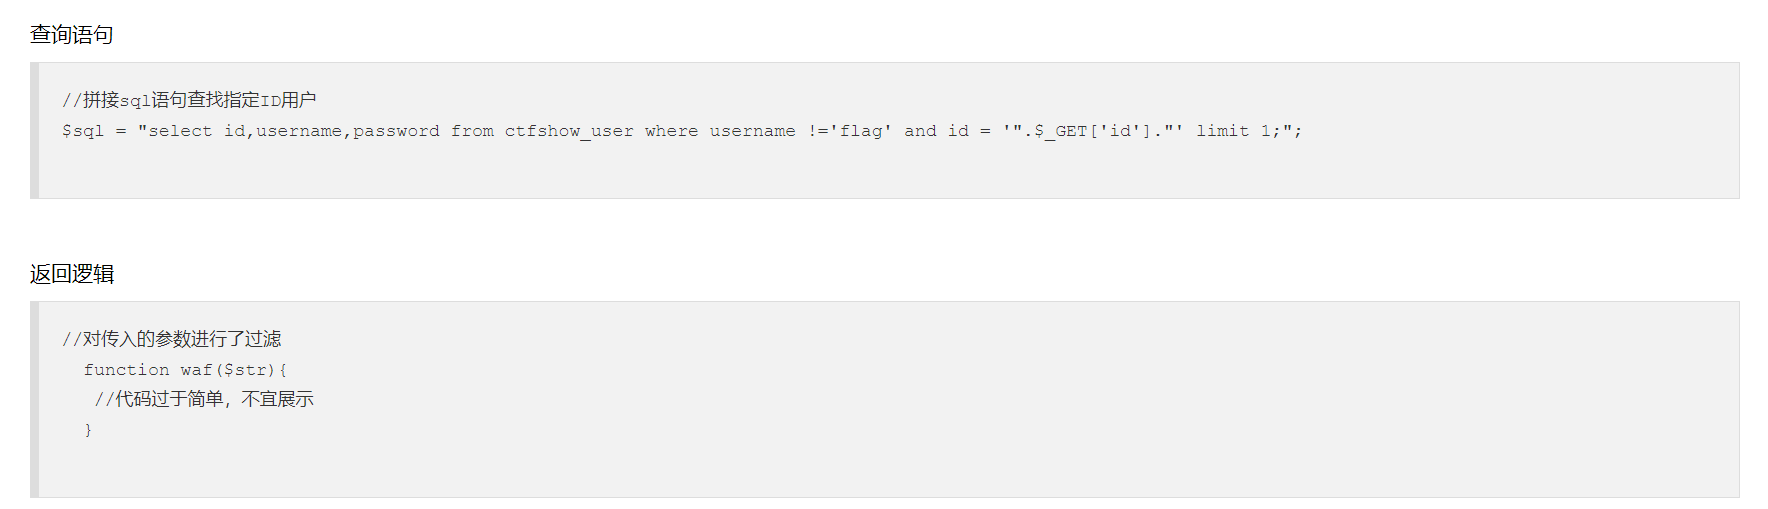 查询语句
//拼接sql语句查找指定ID用户
$sql = "select id,username,password from ctfshow_user where username !='flag' and id = '".$_GET['id']."' limit 1;";
返回逻辑
//对传入的参数进行了过滤
function waf($str){
//代码过于简单，不宜展示
}